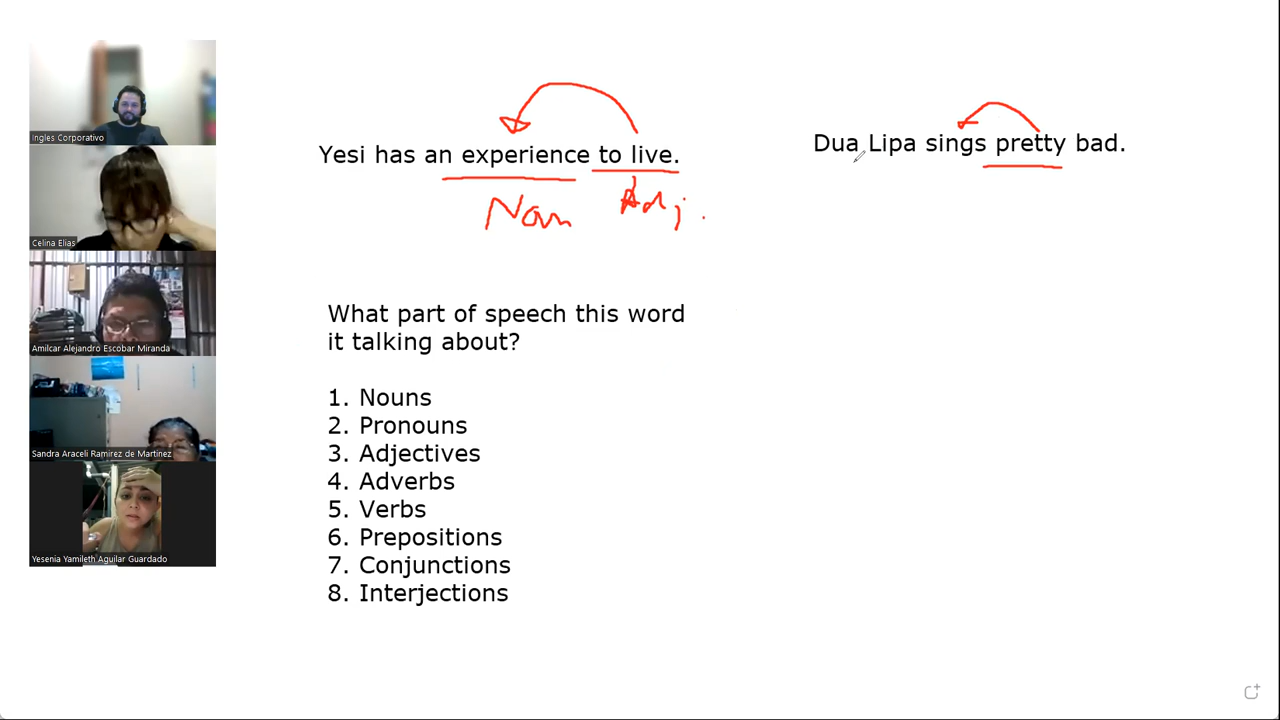 Ingles Corporativo
Celina Elias
Amilcar Alejandro Escobar Miranda
Sandra Araceli Ramirez de Martinez
Yesenia Yamileth Aguilar Guardado
Yesi has an experience to live.
Noun
Adj.
Dua Lipa sings pretty bad.
What part of speech this word
it talking about?
1. Nouns
2. Pronouns
3. Adjectives
4. Adverbs
5. Verbs
6. Prepositions
7. Conjunctions
8. Interjections